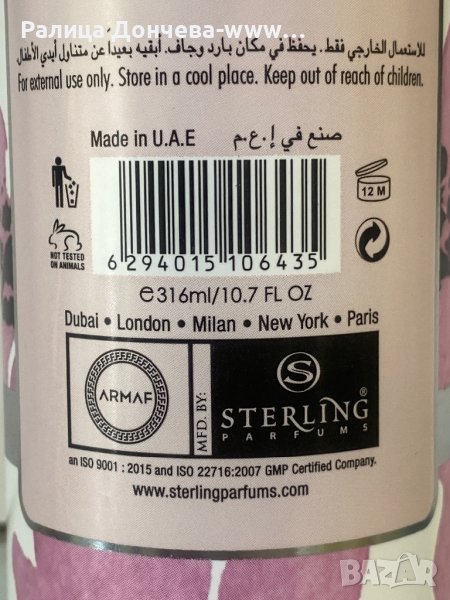 Ралица Дончева-www...
للاستعمال الخارجي فقط. يحفظ في مكان بارد وجاف. أبقيه بعيداً عن متناول أيدي الأطفال.
For external use only. Store in a cool place. Keep out of reach of children.
Made in U.A.E صنع في إ.ع.م
12 M
NOT TESTED
ON ANIMALS
6 294015 106435
℮316ml/10.7 FL OZ
Dubai • London • Milan • New York • Paris
ARMAF
MFD. BY:
S
STERLING®
PARFUMS
an ISO 9001 : 2015 and ISO 22716:2007 GMP Certified Company.
www.sterlingparfums.com
BAZAR